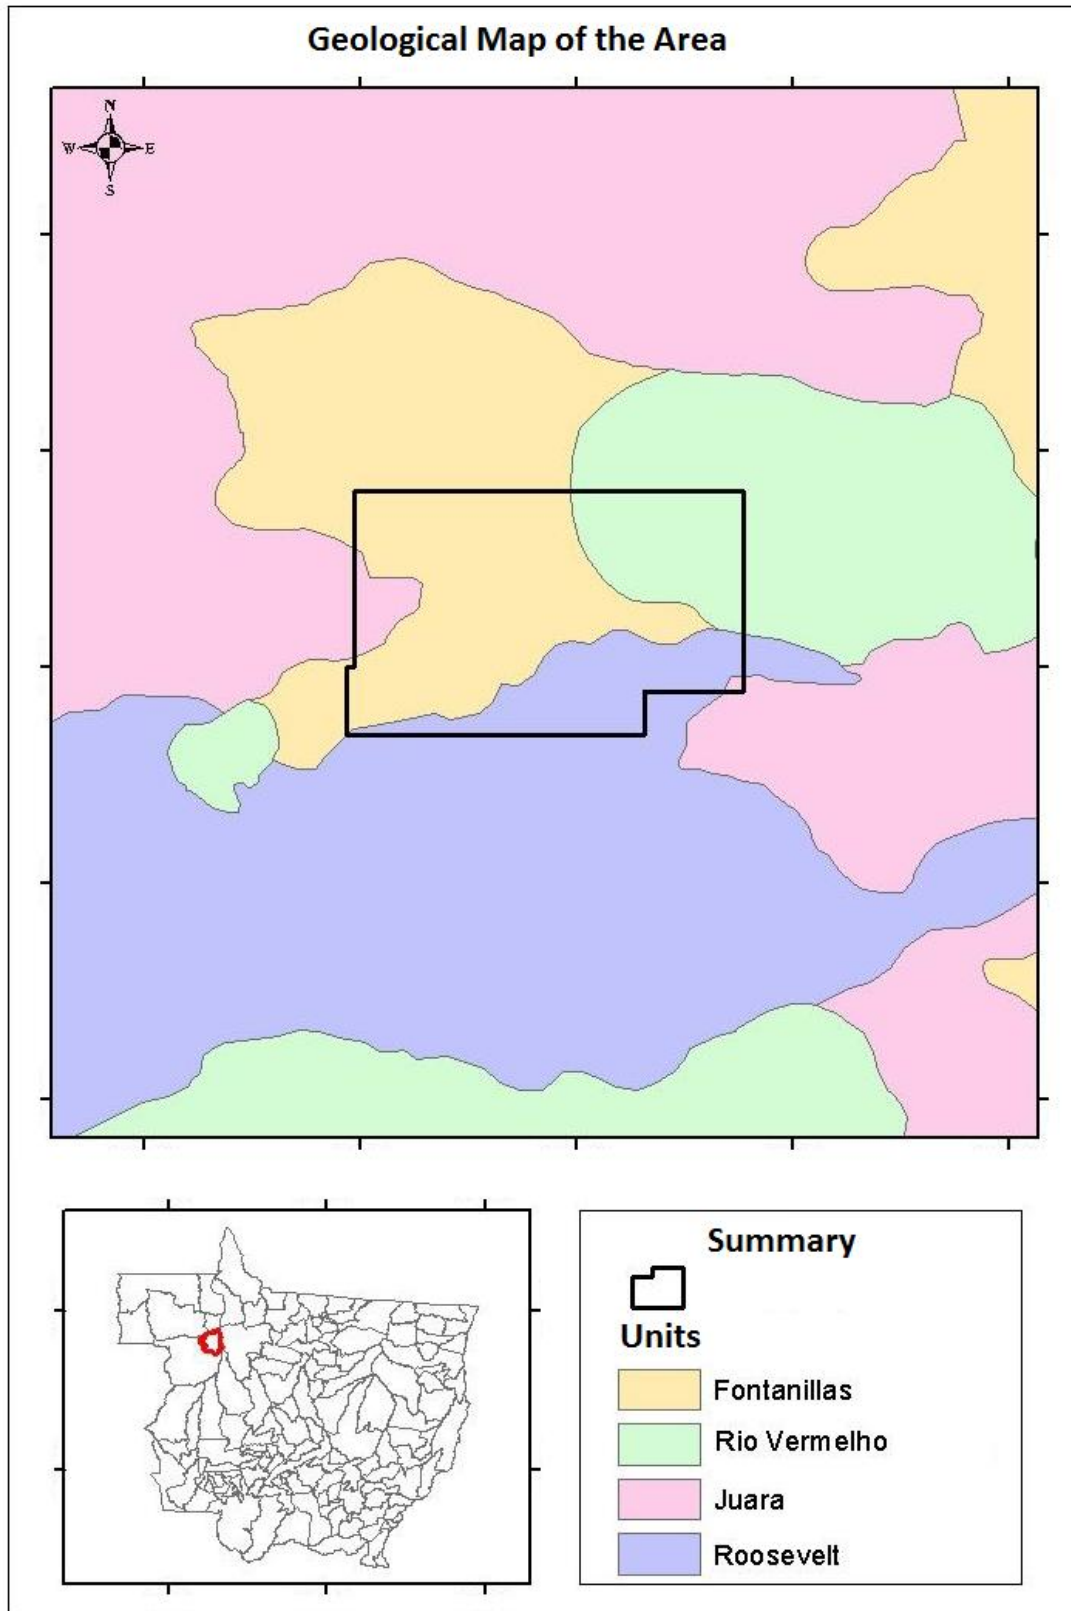 Geological Map of the Area
N
W E
S
Summary
Units
Fontanillas
Rio Vermelho
Juara
Roosevelt